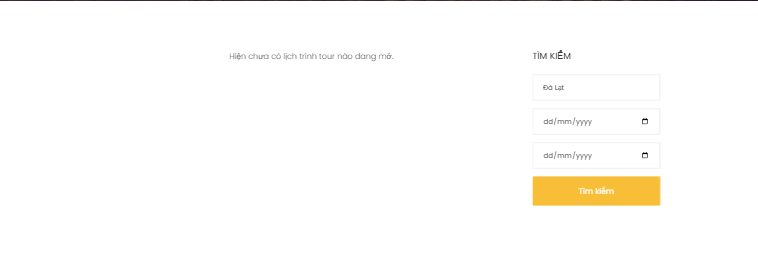 Hiện chưa có lịch trình tour nào đang mở.
TÌM KIẾM
Đà Lạt
dd/mm/yyyy
dd/mm/yyyy
Tìm kiếm